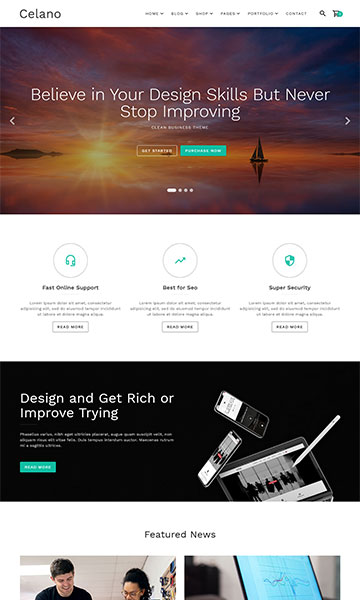 Celano
HOME BLOG SHOP PAGES PORTFOLIO CONTACT
Believe in Your Design Skills But Never
Stop Improving
CLEAN BUSINESS THEME
GET STARTED PURCHASE NOW
Fast Online Support
Lorem ipsum dolor sit amet, consectetur
adipiscing elit, sed do eiusmod tempor incididunt
ut labore et dolore magna aliqua.
READ MORE
Best for Seo
Lorem ipsum dolor sit amet, consectetur
adipiscing elit, sed do eiusmod tempor incididunt
ut labore et dolore magna aliqua.
READ MORE
Super Security
Lorem ipsum dolor sit amet, consectetur
adipiscing elit, sed do eiusmod tempor incididunt
ut labore et dolore magna aliqua.
READ MORE
Design and Get Rich or
Improve Trying
Phasellus varius, nibh eget ultricies placerat, augue quam suscipit velit, non
aliquam risus elit vitae felis. Duis tempus interdum auctor. Maecenas rutrum
mi a sagittis ultrices.
READ MORE
Featured News